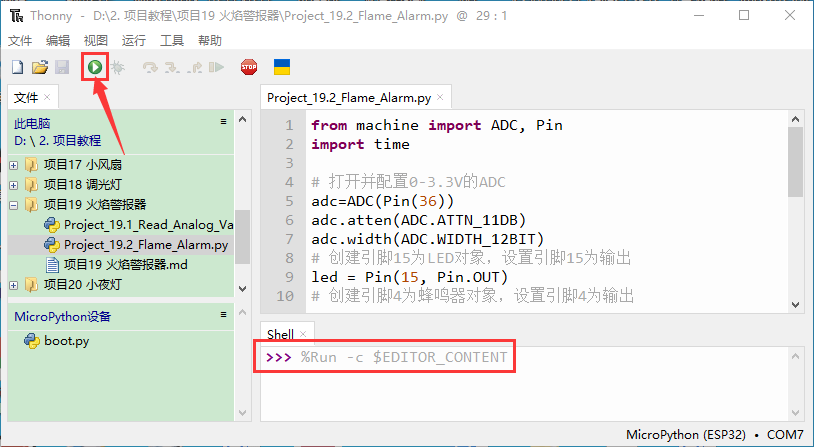 Thonny - D:\2. 项目教程\项目19 火焰警报器\Project_19.2_Flame_Alarm.py @ 29 : 1
文件 编辑 视图 运行 工具 帮助
STOP
文件 ×
此电脑
D: \ 2. 项目教程
项目17 小风扇
项目18 调光灯
项目19 火焰警报器
Project_19.1_Read_Analog_Va
Project_19.2_Flame_Alarm.py
项目19 火焰警报器.md
项目20 小夜灯
MicroPython设备
boot.py
Project_19.2_Flame_Alarm.py ×
1 from machine import ADC, Pin
2 import time
3
4 # 打开并配置0-3.3V的ADC
5 adc=ADC(Pin(36))
6 adc.atten(ADC.ATTN_11DB)
7 adc.width(ADC.WIDTH_12BIT)
8 # 创建引脚15为LED对象，设置引脚15为输出
9 led = Pin(15, Pin.OUT)
10 # 创建引脚4为蜂鸣器对象，设置引脚4为输出
Shell ×
>>> %Run -c $EDITOR_CONTENT
MicroPython (ESP32) • COM7